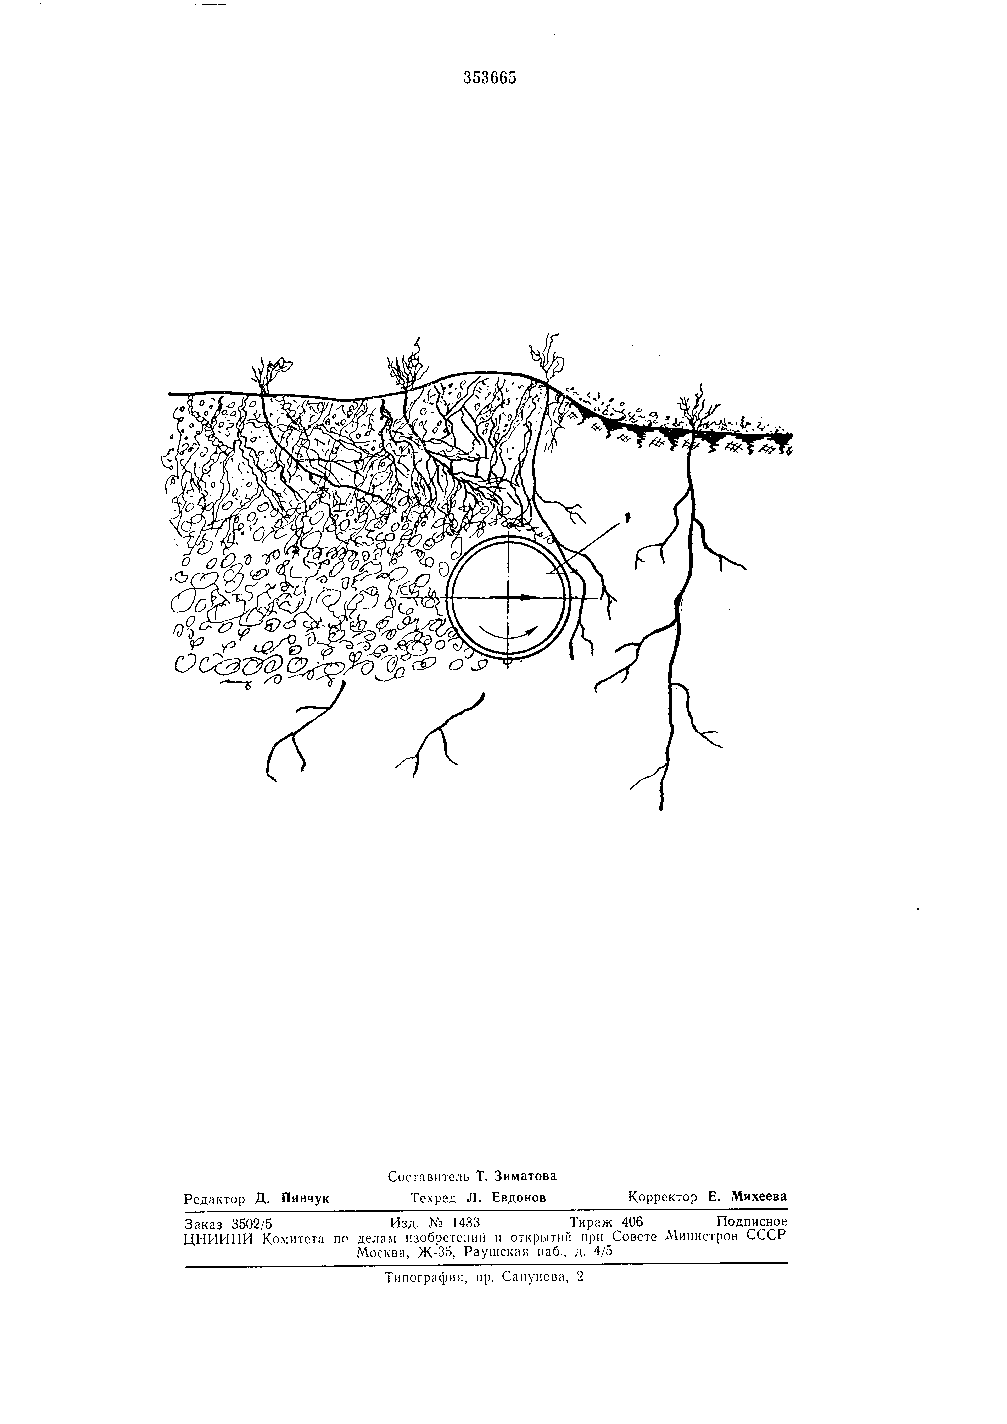 353665
1
Составитель Т. Зиматова
Редактор Д. Пинчук Техред Л. Евдонов Корректор Е. Михеева
Заказ 3502/5 Изд. № 1433 Тираж 406 Подписное
ЦНИИПИ Комитета по делам изобретений и открытий при Совете Министров СССР
Москва, Ж-35, Раушская наб., д. 4/5
Типография, пр. Сапунова, 2